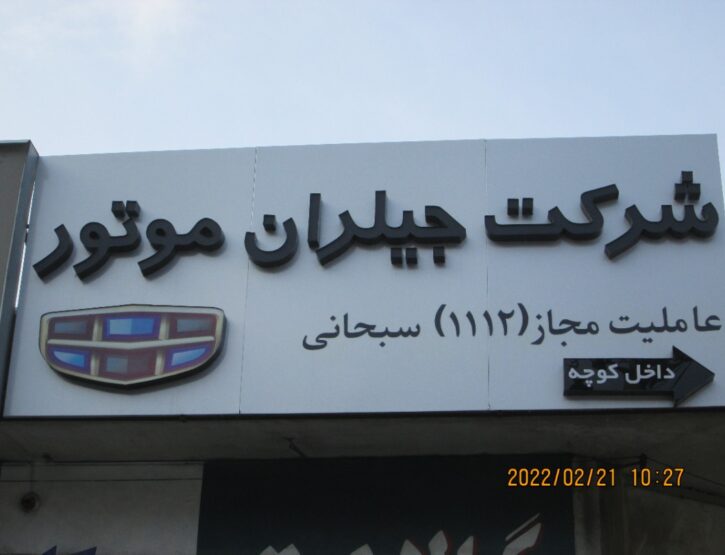 شرکت جیلران موتور
عاملیت مجاز (۱۱۱۲) سبحانی
داخل کوچه
2022/02/21 10:27